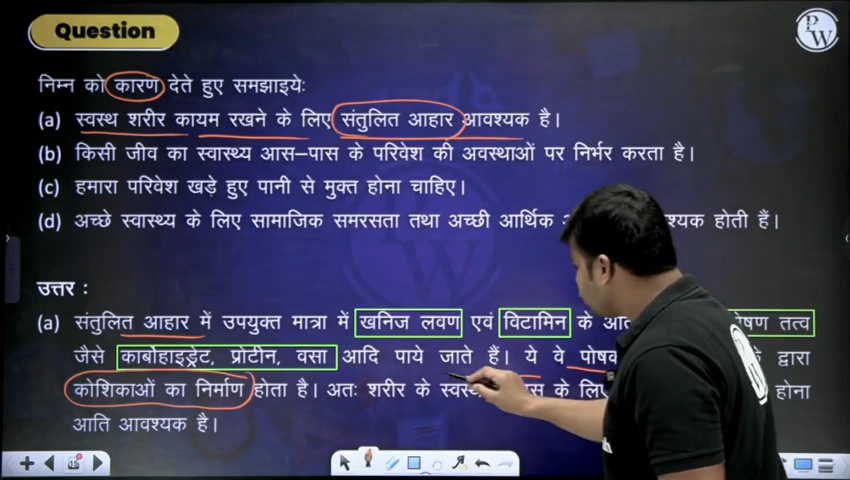 Question
PW
निम्न को कारण देते हुए समझाइयेः
(a) स्वस्थ शरीर कायम रखने के लिए संतुलित आहार आवश्यक है।
(b) किसी जीव का स्वास्थ्य आस–पास के परिवेश की अवस्थाओं पर निर्भर करता है।
(c) हमारा परिवेश खड़े हुए पानी से मुक्त होना चाहिए।
(d) अच्छे स्वास्थ्य के लिए सामाजिक समरसता तथा अच्छी आर्थिक होती हैं।
उत्तर :
(a) संतुलित आहार में उपयुक्त मात्रा में खनिज लवण एवं विटामिन के तत्व
जैसे कार्बोहाइड्रेट, प्रोटीन, वसा आदि पाये जाते हैं। ये वे द्वारा
कोशिकाओं का निर्माण होता है। अतः शरीर के के होना
आति आवश्यक है।